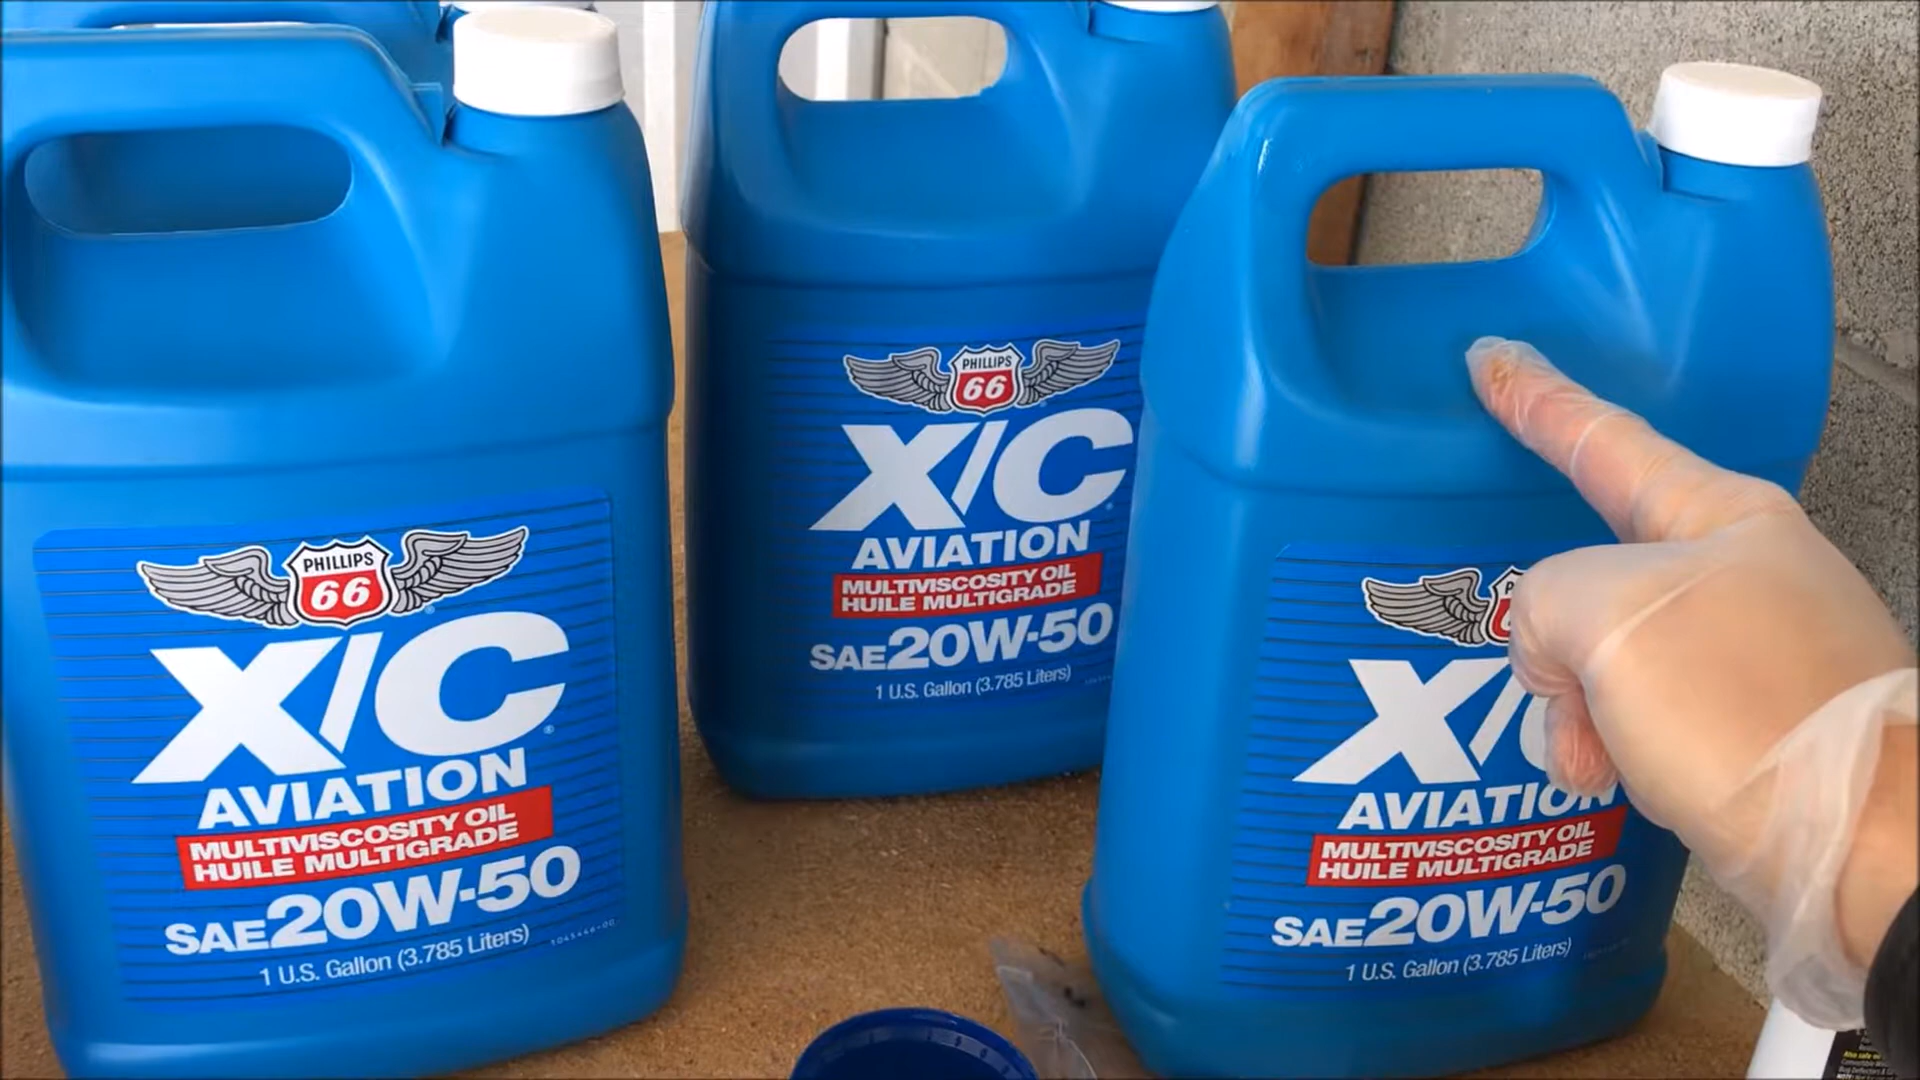 PHILLIPS
66
X/C
AVIATION
MULTIVISCOSITY OIL
HUILE MULTIGRADE
SAE20W-50
1 U.S. Gallon (3.785 Liters)
PHILLIPS
66
X/C
AVIATION
MULTIVISCOSITY OIL
HUILE MULTIGRADE
SAE20W-50
1 U.S. Gallon (3.785 Liters)
X/C
AVIATION
MULTIVISCOSITY OIL
HUILE MULTIGRADE
SAE20W-50
1 U.S. Gallon (3.785 Liters)